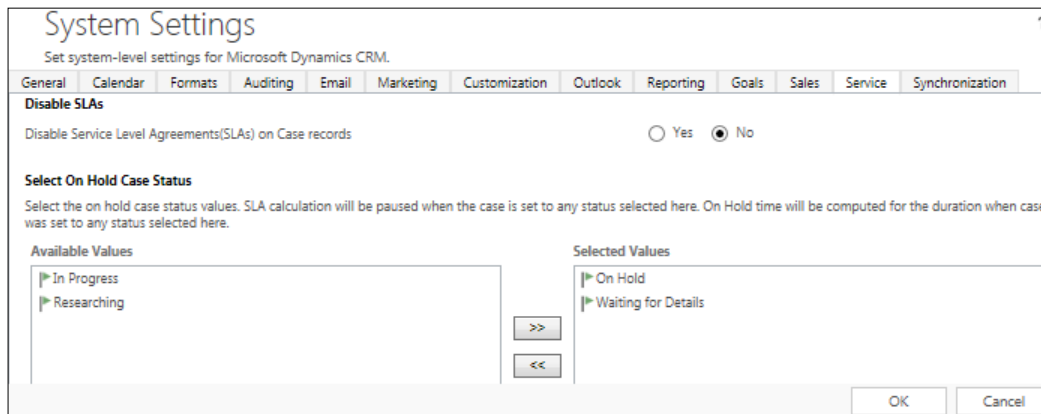 System Settings
Set system-level settings for Microsoft Dynamics CRM.
General Calendar Formats Auditing Email Marketing Customization Outlook Reporting Goals Sales Service Synchronization
Disable SLAs
Disable Service Level Agreements(SLAs) on Case records Yes No
Select On Hold Case Status
Select the on hold case status values. SLA calculation will be paused when the case is set to any status selected here. On Hold time will be computed for the duration when case
was set to any status selected here.
Available Values Selected Values
In Progress On Hold
Researching Waiting for Details
>>
<<
OK Cancel